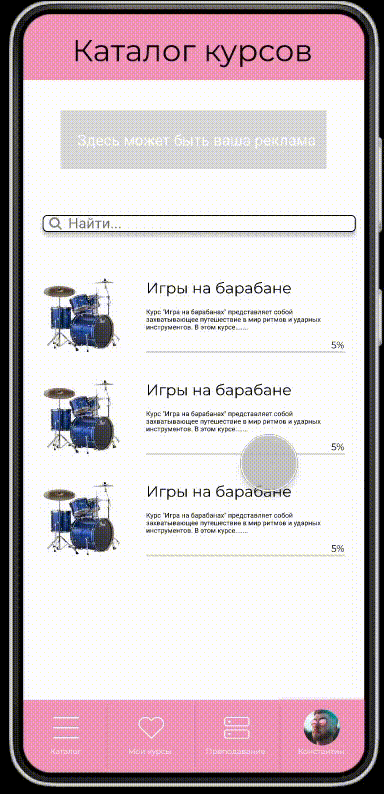 Каталог курсов
Здесь может быть ваша реклама
Найти...
Игры на барабане
Курс "Игра на барабанах" представляет собой
захватывающее путешествие в мир ритмов и ударных
инструментов. В этом курсе......
5%
Игры на барабане
Курс "Игра на барабанах" представляет собой
захватывающее путешествие в мир ритмов и ударных
инструментов. В этом курсе......
5%
Игры на барабане
Курс "Игра на барабанах" представляет собой
захватывающее путешествие в мир ритмов и ударных
инструментов. В этом курсе......
5%
Каталог Мои курсы Преподавание Константин